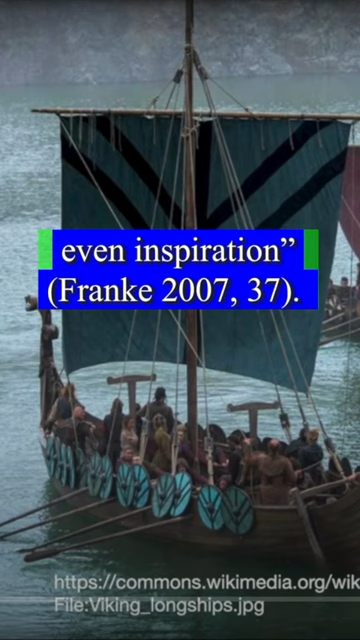 even inspiration”
(Franke 2007, 37).
https://commons.wikimedia.org/wik
File:Viking_longships.jpg